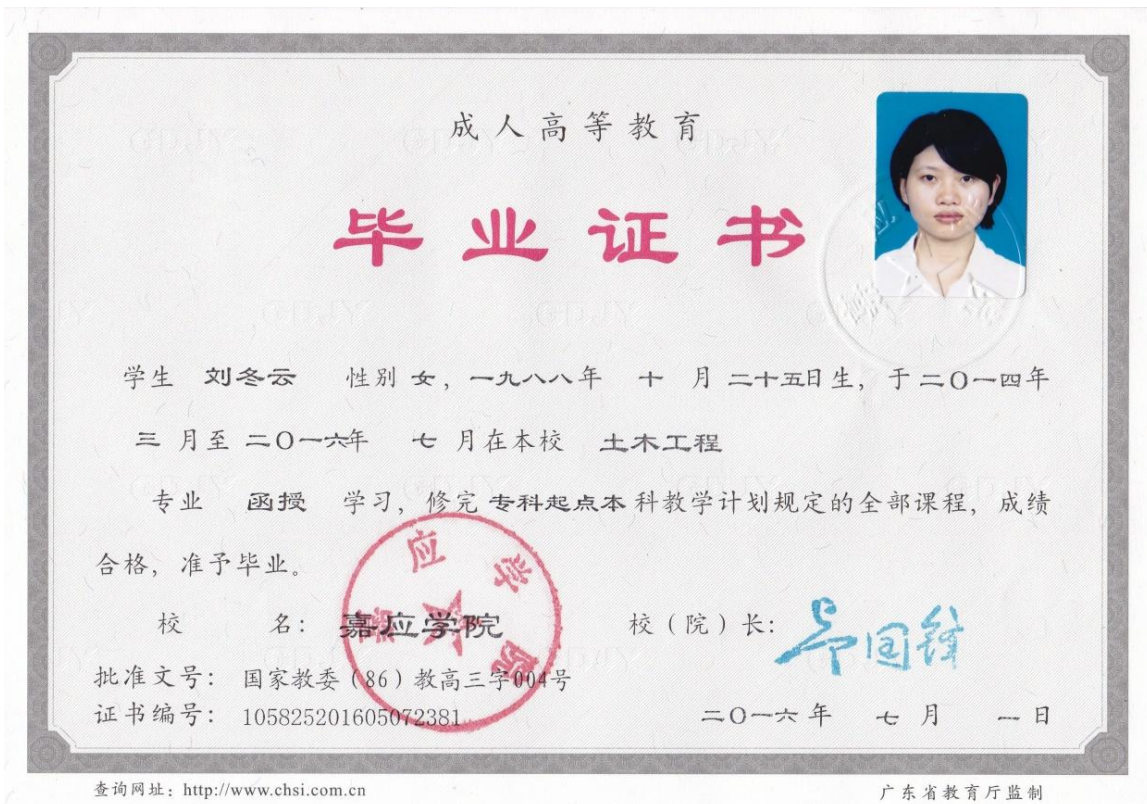 成人高等教育
毕业证书
学生 刘冬云 性别 女，一九八八年 十 月 二十五日生，于二〇一四年
三 月至 二〇一六年 七 月在本校 土木工程
专业 函授 学习，修完 专科起点本 科教学计划规定的全部课程，成绩
合格，准予毕业。
校 名： 嘉应学院 校（院）长：
嘉应学院
批准文号： 国家教委（86）教高三字004号
证书编号： 105825201605072381 二〇一六年 七 月 一 日
查询网址：http://www.chsi.com.cn 广东省教育厅监制